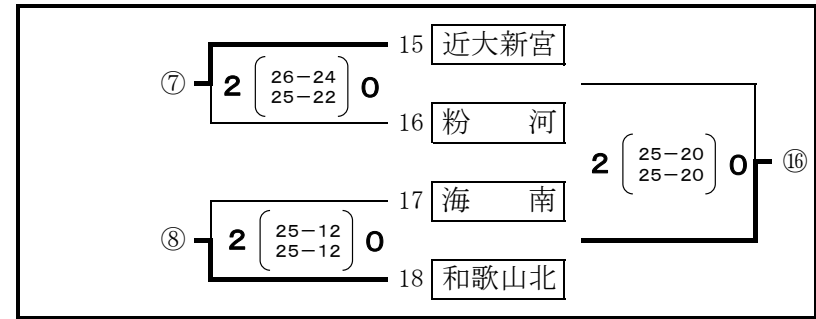 15 近大新宮
⑦ 2 26-24 25-22 0
16 粉 河
2 25-20 25-20 0 ⑯
17 海 南
⑧ 2 25-12 25-12 0
18 和歌山北